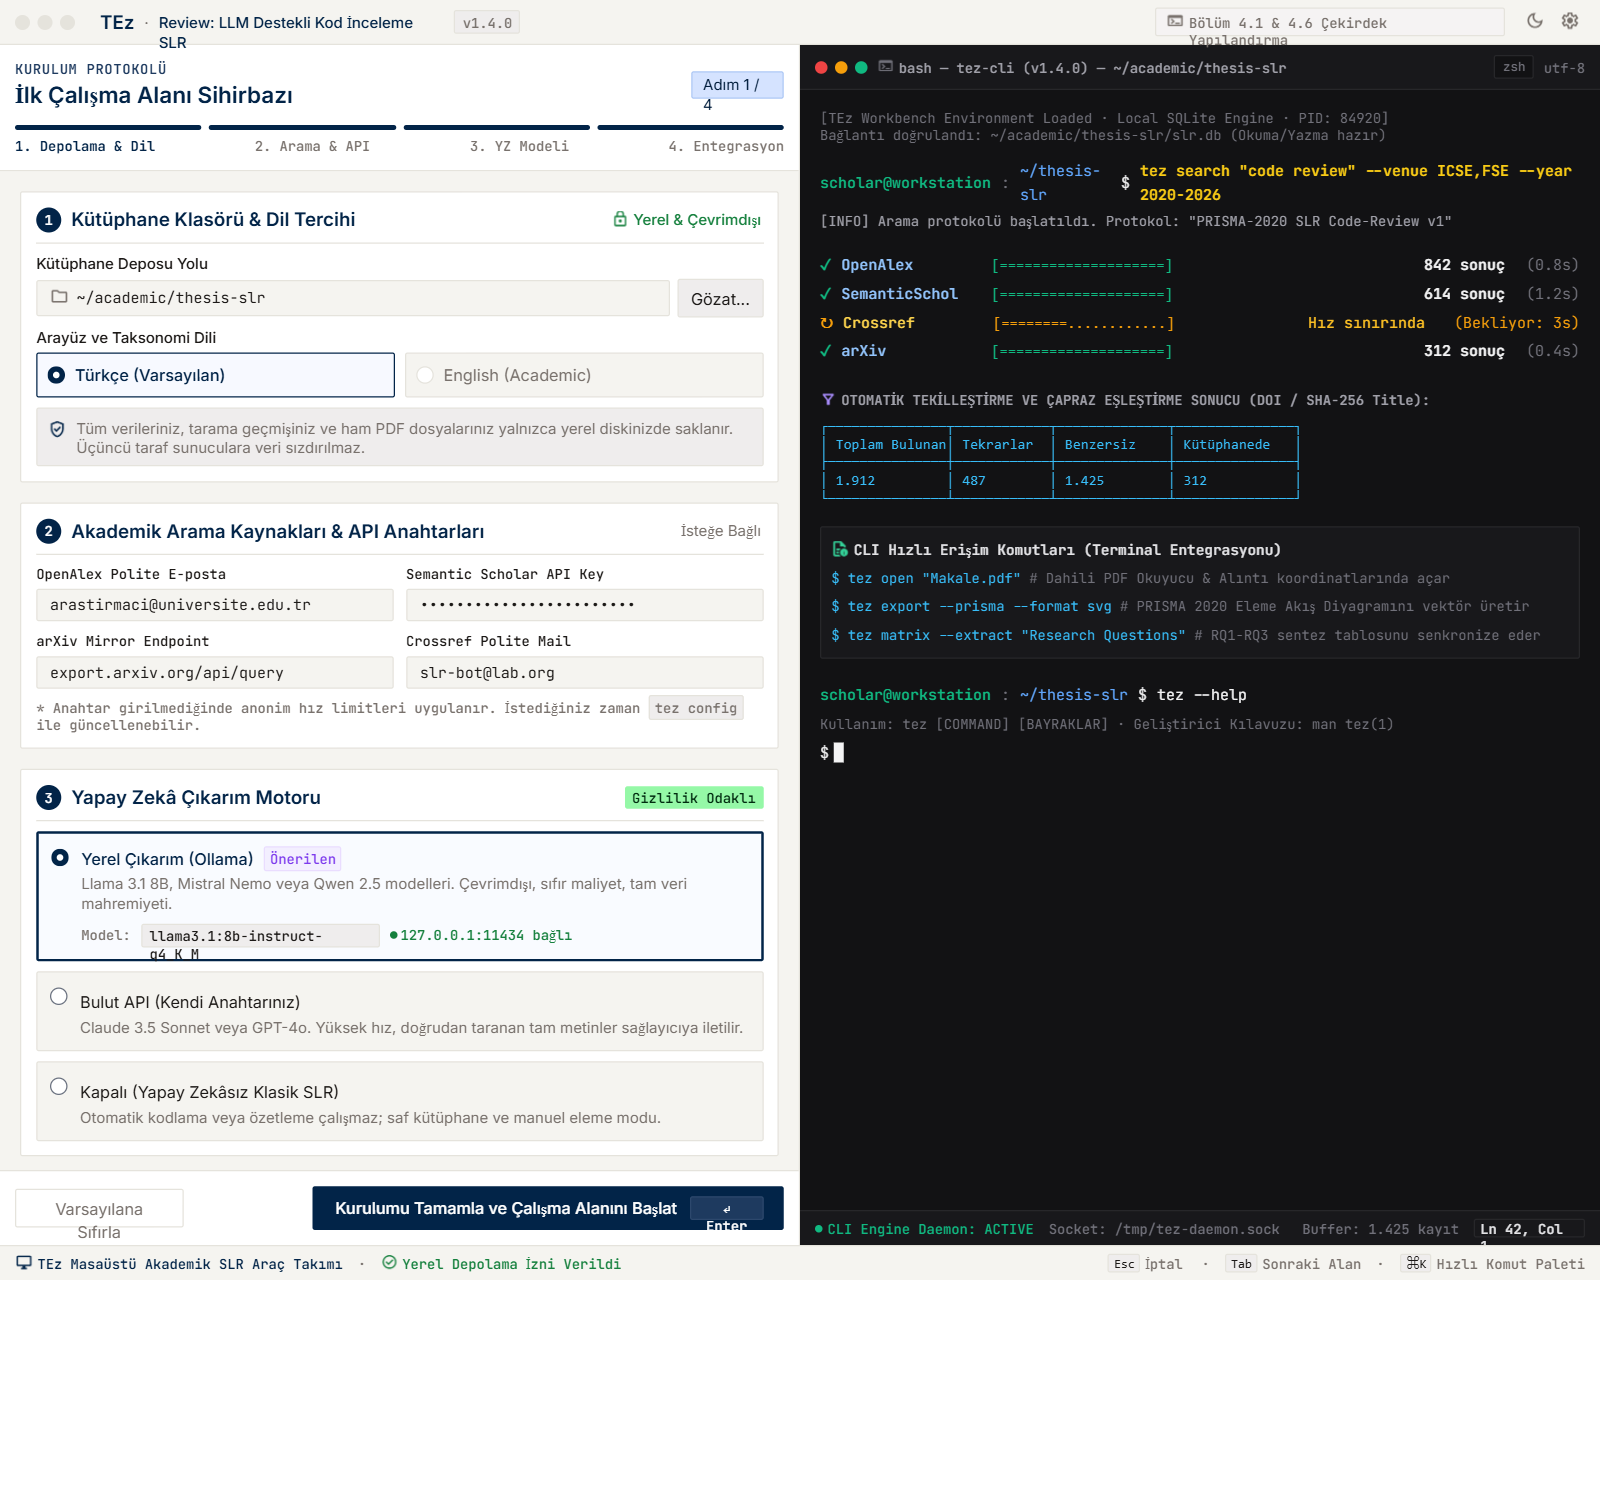 TEz · Review: LLM Destekli Kod İnceleme SLR v1.4.0
Bölüm 4.1 & 4.6 Çekirdek Yapılandırma
KURULUM PROTOKOLÜ
İlk Çalışma Alanı Sihirbazı
Adım 1 / 4
1. Depolama & Dil
2. Arama & API
3. YZ Modeli
4. Entegrasyon
1 Kütüphane Klasörü & Dil Tercihi
Yerel & Çevrimdışı
Kütüphane Deposu Yolu
~/academic/thesis-slr
Gözat...
Arayüz ve Taksonomi Dili
Türkçe (Varsayılan)
English (Academic)
Tüm verileriniz, tarama geçmişiniz ve ham PDF dosyalarınız yalnızca yerel diskinizde saklanır.
Üçüncü taraf sunuculara veri sızdırılmaz.
2 Akademik Arama Kaynakları & API Anahtarları
İsteğe Bağlı
OpenAlex Polite E-posta
arastirmaci@universite.edu.tr
Semantic Scholar API Key
••••••••••••••••••••••••
arXiv Mirror Endpoint
export.arxiv.org/api/query
Crossref Polite Mail
slr-bot@lab.org
* Anahtar girilmediğinde anonim hız limitleri uygulanır. İstediğiniz zaman tez config
ile güncellenebilir.
3 Yapay Zekâ Çıkarım Motoru
Gizlilik Odaklı
Yerel Çıkarım (Ollama) Önerilen
Llama 3.1 8B, Mistral Nemo veya Qwen 2.5 modelleri. Çevrimdışı, sıfır maliyet, tam veri
mahremiyeti.
Model: llama3.1:8b-instruct-q4_K_M
127.0.0.1:11434 bağlı
Bulut API (Kendi Anahtarınız)
Claude 3.5 Sonnet veya GPT-4o. Yüksek hız, doğrudan taranan tam metinler sağlayıcıya iletilir.
Kapalı (Yapay Zekâsız Klasik SLR)
Otomatik kodlama veya özetleme çalışmaz; saf kütüphane ve manuel eleme modu.
Varsayılana
Sıfırla
Kurulumu Tamamla ve Çalışma Alanını Başlat ↵ Enter
bash — tez-cli (v1.4.0) — ~/academic/thesis-slr
zsh utf-8
[TEz Workbench Environment Loaded · Local SQLite Engine · PID: 84920]
Bağlantı doğrulandı: ~/academic/thesis-slr/slr.db (Okuma/Yazma hazır)
scholar@workstation : ~/thesis-slr $ tez search "code review" --venue ICSE,FSE --year 2020-2026
[INFO] Arama protokolü başlatıldı. Protokol: "PRISMA-2020 SLR Code-Review v1"
✓ OpenAlex [====================] 842 sonuç (0.8s)
✓ SemanticSchol [====================] 614 sonuç (1.2s)
↻ Crossref [========............] Hız sınırında (Bekliyor: 3s)
✓ arXiv [====================] 312 sonuç (0.4s)
OTOMATİK TEKİLLEŞTİRME VE ÇAPRAZ EŞLEŞTİRME SONUCU (DOI / SHA-256 Title):
│ Toplam Bulunan│ Tekrarlar │ Benzersiz │ Kütüphanede │
│ 1.912 │ 487 │ 1.425 │ 312 │
CLI Hızlı Erişim Komutları (Terminal Entegrasyonu)
$ tez open "Makale.pdf" # Dahili PDF Okuyucu & Alıntı koordinatlarında açar
$ tez export --prisma --format svg # PRISMA 2020 Eleme Akış Diyagramını vektör üretir
$ tez matrix --extract "Research Questions" # RQ1-RQ3 sentez tablosunu senkronize eder
scholar@workstation : ~/thesis-slr $ tez --help
Kullanım: tez [COMMAND] [BAYRAKLAR] · Geliştirici Kılavuzu: man tez(1)
$
CLI Engine Daemon: ACTIVE Socket: /tmp/tez-daemon.sock Buffer: 1.425 kayıt Ln 42, Col
TEz Masaüstü Akademik SLR Araç Takımı · Yerel Depolama İzni Verildi
Esc İptal · Tab Sonraki Alan · ⌘K Hızlı Komut Paleti